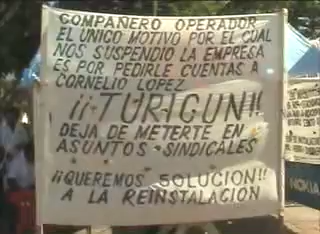 COMPAÑERO OPERADOR
EL UNICO MOTIVO POR EL CUAL
NOS SUSPENDIO LA EMPRESA
ES POR PEDIRLE CUENTAS A
CORNELIO LOPEZ
¡¡TURICUN!!
DEJA DE METERTE EN
ASUNTOS SINDICALES
¡¡QUEREMOS SOLUCION!!
A LA REINSTALACION
NOKIA